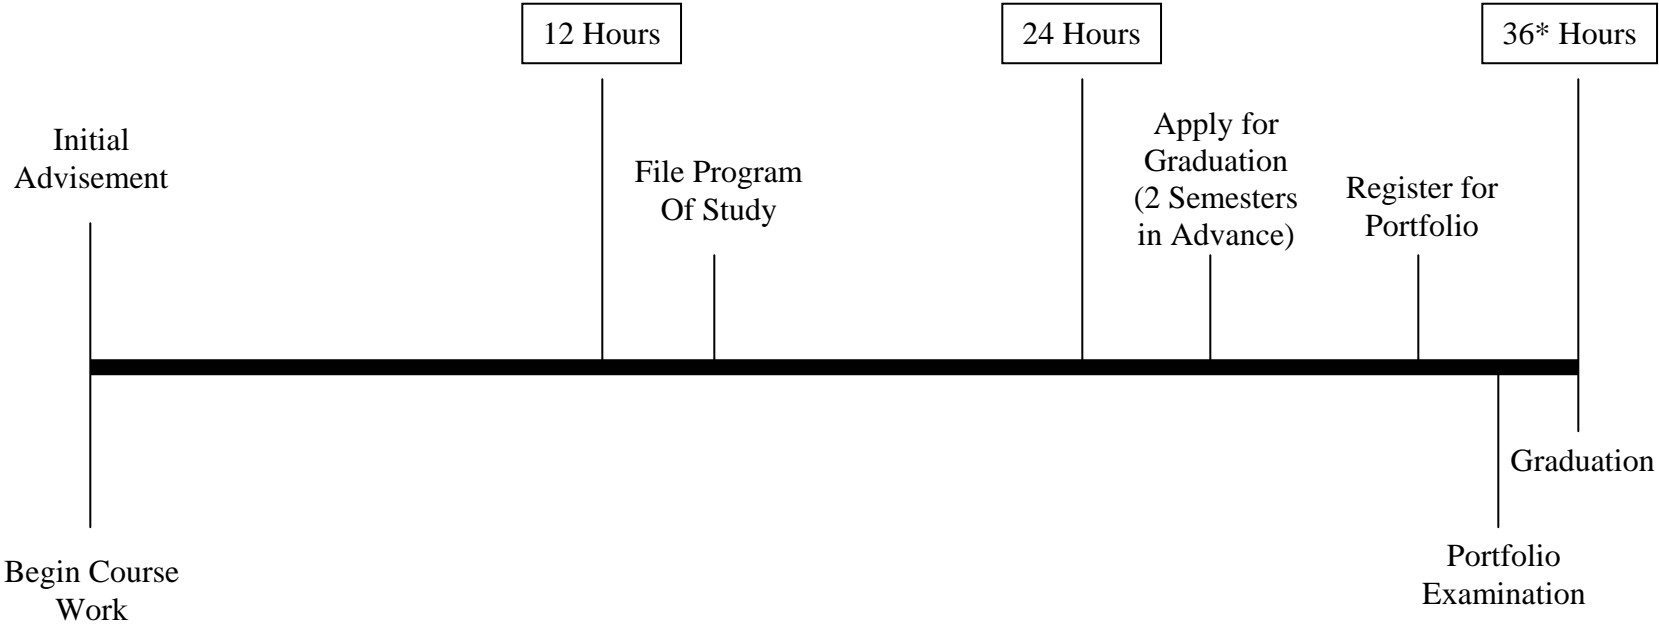 12 Hours
24 Hours
36* Hours
Initial
Advisement
File Program
Of Study
Apply for
Graduation
(2 Semesters
in Advance)
Register for
Portfolio
Graduation
Begin Course
Work
Portfolio
Examination